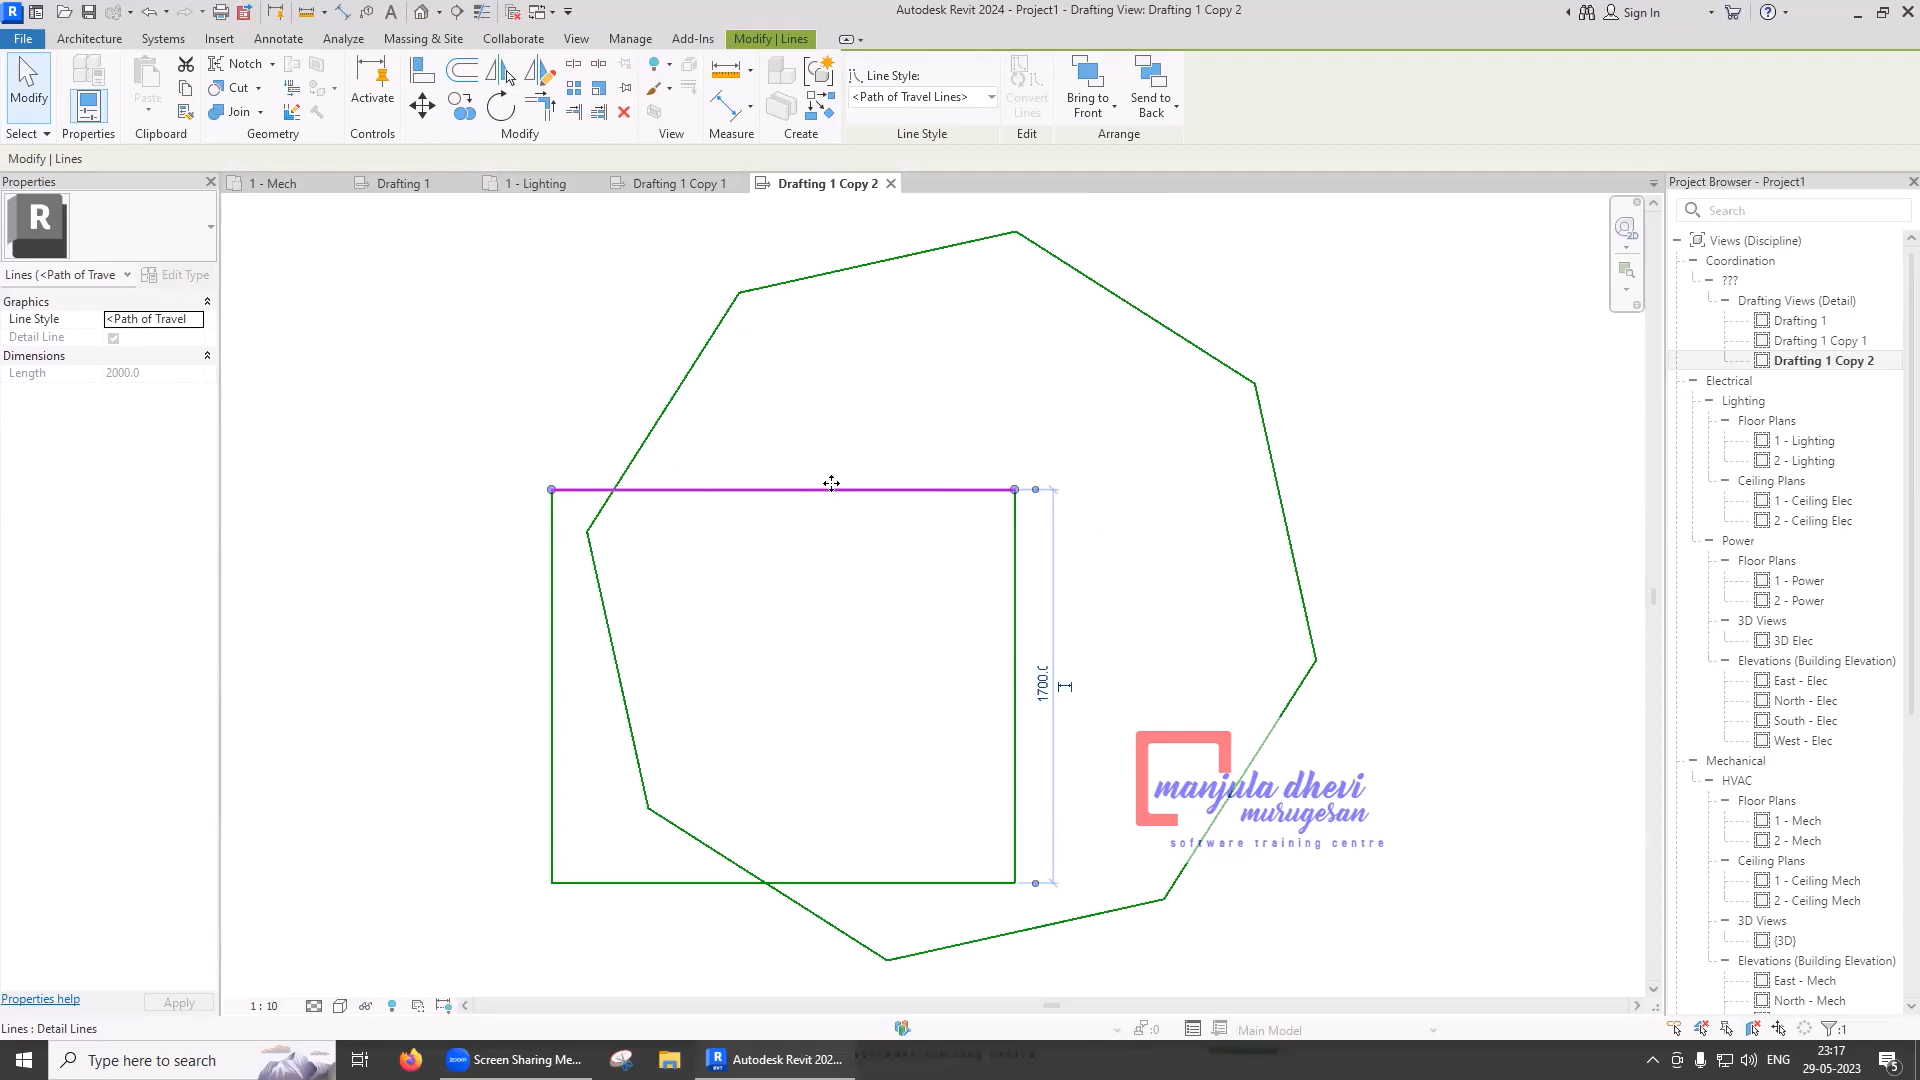 Autodesk Revit 2024 - Project1 - Drafting View: Drafting 1 Copy 2
Sign In
File
Architecture
Systems
Insert
Annotate
Analyze
Massing & Site
Collaborate
View
Manage
Add-Ins
Modify | Lines
Modify
Select
Properties
Paste
Clipboard
Notch
Cut
Join
Geometry
Activate
Controls
Modify
View
Measure
Create
Line Style:
<Path of Travel Lines>
Line Style
Convert
Lines
Edit
Bring to
Front
Send to
Back
Arrange
Modify | Lines
Properties
R
Lines (<Path of Trave
Edit Type
Graphics
Line Style
<Path of Travel
Detail Line
Dimensions
Length
2000.0
Properties help
Apply
1 - Mech
Drafting 1
1 - Lighting
Drafting 1 Copy 1
Drafting 1 Copy 2
2D
1700.0
manjula dhevi
murugesan
software training centre
1 : 10
Project Browser - Project1
Search
Views (Discipline)
Coordination
???
Drafting Views (Detail)
Drafting 1
Drafting 1 Copy 1
Drafting 1 Copy 2
Electrical
Lighting
Floor Plans
1 - Lighting
2 - Lighting
Ceiling Plans
1 - Ceiling Elec
2 - Ceiling Elec
Power
Floor Plans
1 - Power
2 - Power
3D Views
3D Elec
Elevations (Building Elevation)
East - Elec
North - Elec
South - Elec
West - Elec
Mechanical
HVAC
Floor Plans
1 - Mech
2 - Mech
Ceiling Plans
1 - Ceiling Mech
2 - Ceiling Mech
3D Views
{3D}
Elevations (Building Elevation)
East - Mech
North - Mech
Lines : Detail Lines
:0
Main Model
:1
Type here to search
zoom
Screen Sharing Me...
R
RVT
Autodesk Revit 202...
ENG
23:17
29-05-2023
5